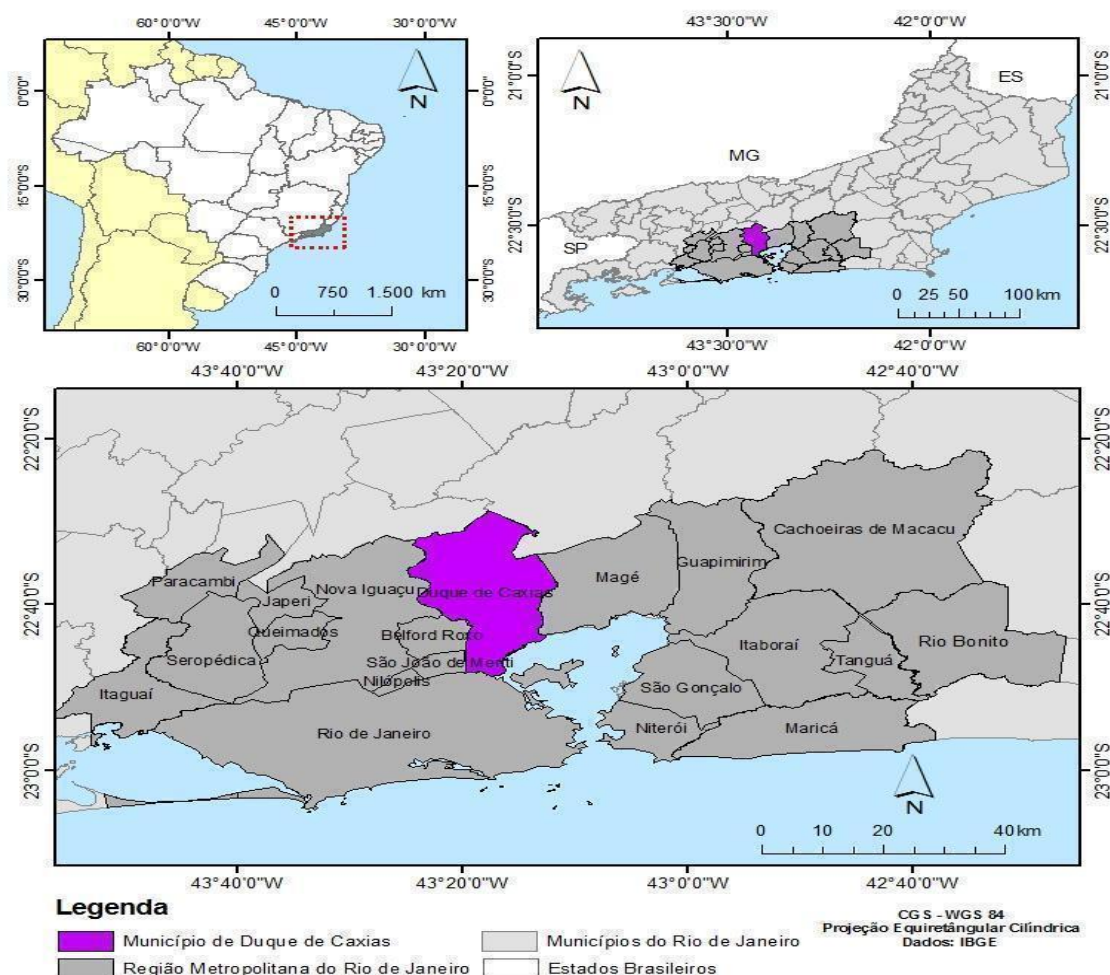 60°0'0"W 45°0'0"W 30°0'0"W
0°0'0"
15°0'0"S
30°0'0"S
N
0 750 1.500 km
0°0'0"
15°0'0"S
30°0'0"S
60°0'0"W 45°0'0"W 30°0'0"W
43°30'0"W 42°0'0"W
21°0'0"S
22°30'0"S
N
ES
MG
SP
0 25 50 100 km
21°0'0"S
22°30'0"S
43°30'0"W 42°0'0"W
43°40'0"W 43°20'0"W 43°0'0"W 42°40'0"W
22°20'0"S
22°40'0"S
23°0'0"S
Cachoeiras de Macacu
Paracambi
Nova Iguaçu
Duque de Caxias
Magé
Guapimirim
Japeri
Queimados
Belford Roxo
Itaboraí
Rio Bonito
Seropédica
São João de Meriti
Tanguá
Nilópolis
São Gonçalo
Itaguaí
Rio de Janeiro
Niterói
Maricá
N
0 10 20 40 km
22°20'0"S
22°40'0"S
23°0'0"S
43°40'0"W 43°20'0"W 43°0'0"W 42°40'0"W
Legenda
Município de Duque de Caxias
Região Metropolitana do Rio de Janeiro
Municípios do Rio de Janeiro
Estados Brasileiros
CGS - WGS 84
Projeção Equiretângular Cilíndrica
Dados: IBGE